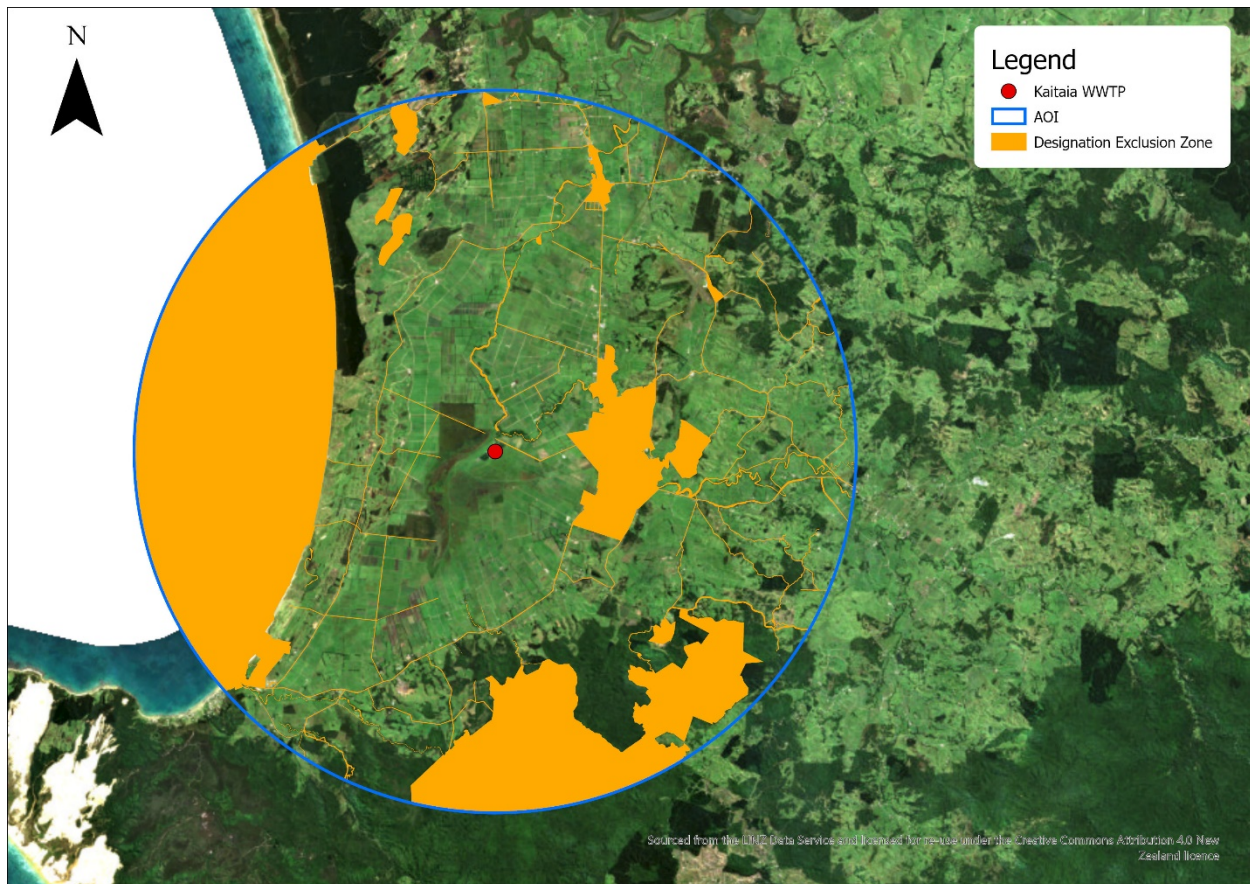 N
Legend
Kaitaia WWTP
AOI
Designation Exclusion Zone
Sourced from the LINZ Data Service and licensed for re-use under the Creative Commons Attribution 4.0 New
Zealand licence